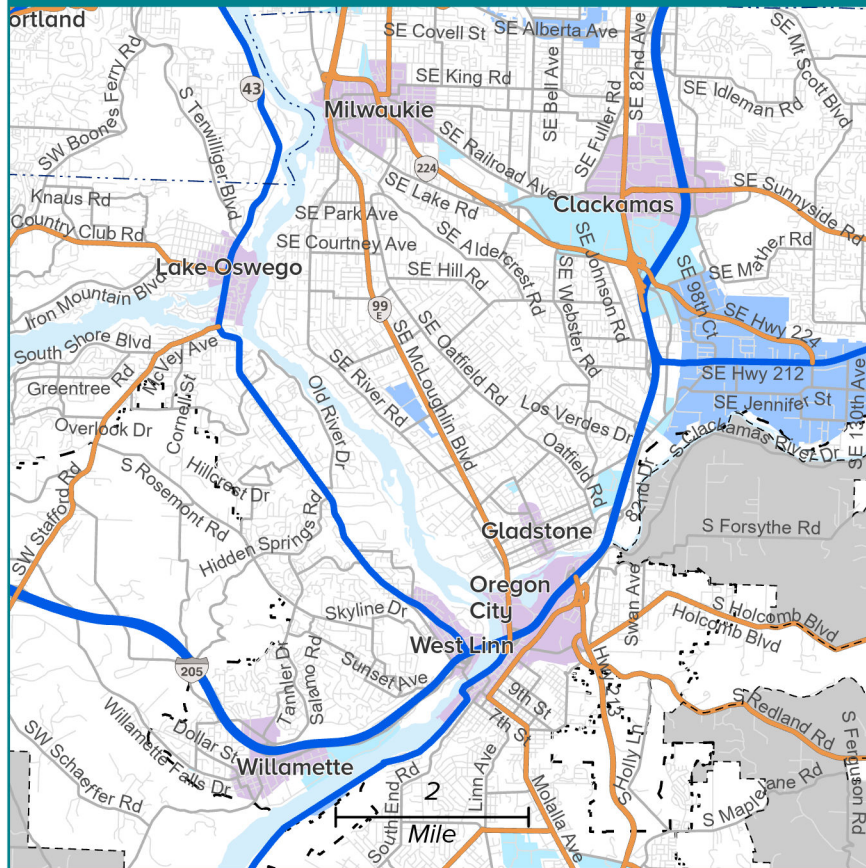 ortland
SE Covell St
SE Alberta Ave
SE 82nd Ave
SE Mt Scott Blvd
SW Boones Ferry Rd
43
SE King Rd
SE Bell Ave
SE Fuller Rd
SE Idleman Rd
Milwaukie
S Terwilliger Blvd
SE Railroad Ave
224
SE Lake Rd
Clackamas
SE Sunnyside Rd
Knaus Rd
Country Club Rd
SE Park Ave
SE Courtney Ave
SE Aldercrest Rd
SE Johnson Rd
SE Mather Rd
Lake Oswego
SE Hill Rd
SE Webster Rd
SE 98th Ct
Iron Mountain Blvd
99
E
SE Hwy 224
South Shore Blvd
McVey Ave
SE McLoughlin Blvd
SE Oatfield Rd
SE Hwy 212
Greentree Rd
SE River Rd
SE Jennifer St
SE 130th Ave
Cornell St
Old River Dr
Los Verdes Dr
Overlook Dr
S Clackamas River Dr
Hillcrest Dr
Oatfield Rd
82nd Dr
S Rosemont Rd
SW Stafford Rd
Hidden Springs Rd
Gladstone
S Forsythe Rd
Oregon
City
Swan Ave
Skyline Dr
S Holcomb Blvd
Holcomb Blvd
West Linn
205
Tannler Dr
Salamo Rd
Sunset Ave
Hwy 213
9th St
7th St
S Redland Rd
Dollar St
Willamette Falls Dr
Willamette
SW Schaeffer Rd
Linn Ave
South End Rd
Molalla Ave
Holly Ln
S
S Maplelane Rd
S Ferguson Rd
2
Mile